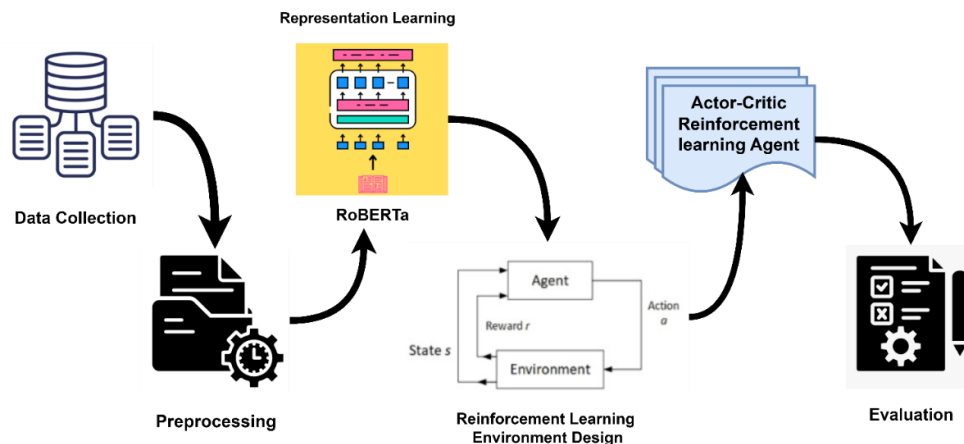 Representation Learning
Data Collection
RoBERTa
Preprocessing
Agent
Action
a
Reward r
State s
Environment
Reinforcement Learning
Environment Design
Actor-Critic
Reinforcement
learning Agent
Evaluation